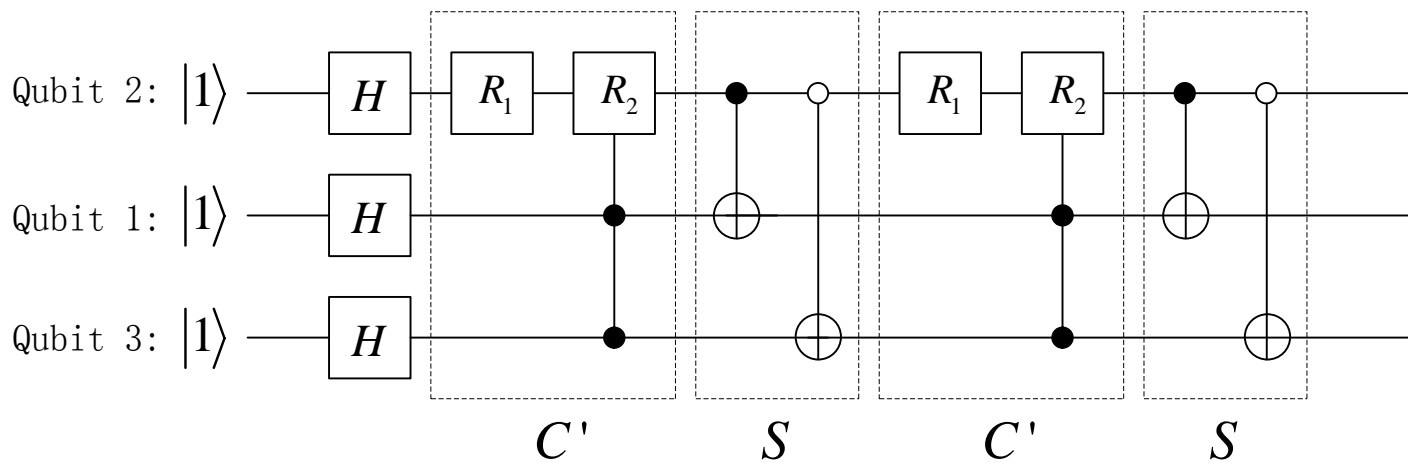 Qubit 2: |1⟩ H R₁ R₂ R₁ R₂
Qubit 1: |1⟩ H
Qubit 3: |1⟩ H
C' S C' S